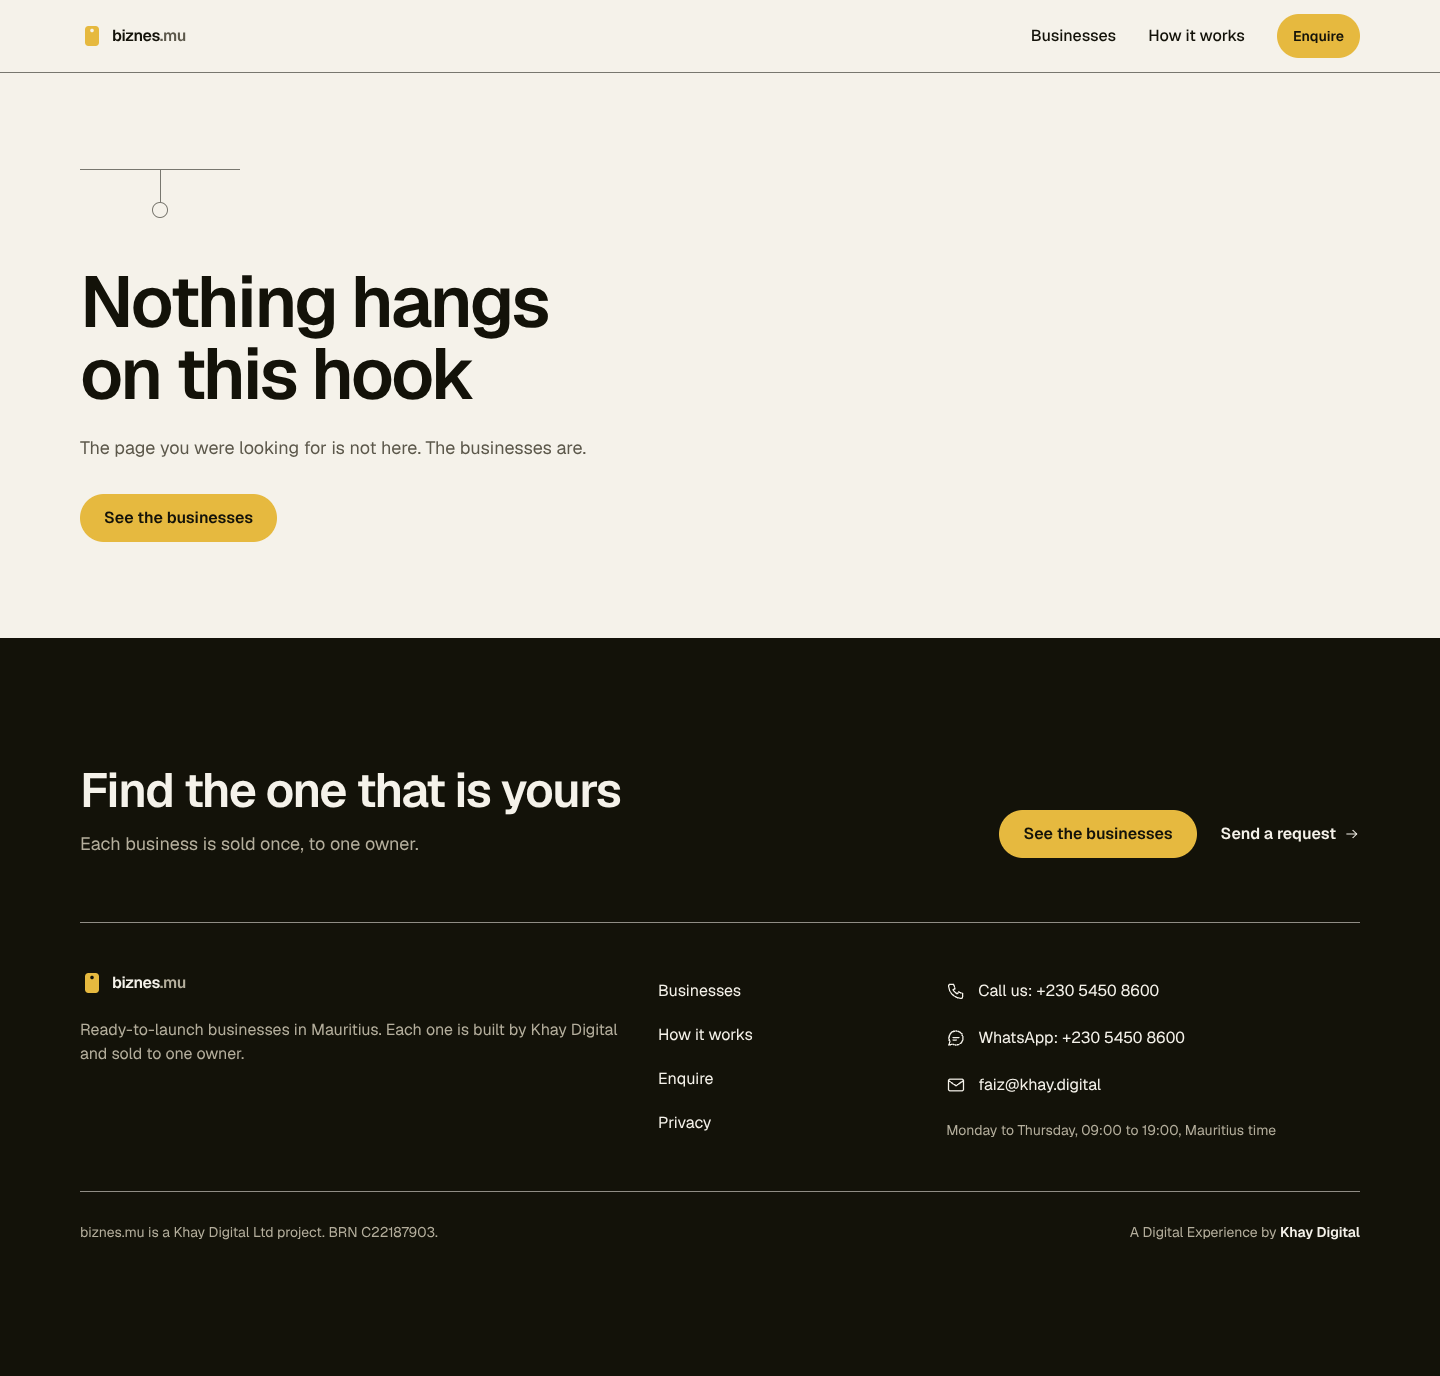 biznes.mu
Businesses
How it works
Enquire
Nothing hangs
on this hook
The page you were looking for is not here. The businesses are.
See the businesses
Find the one that is yours
Each business is sold once, to one owner.
See the businesses
Send a request →
biznes.mu
Ready-to-launch businesses in Mauritius. Each one is built by Khay Digital
and sold to one owner.
Businesses
How it works
Enquire
Privacy
Call us: +230 5450 8600
WhatsApp: +230 5450 8600
faiz@khay.digital
Monday to Thursday, 09:00 to 19:00, Mauritius time
biznes.mu is a Khay Digital Ltd project. BRN C22187903.
A Digital Experience by Khay Digital